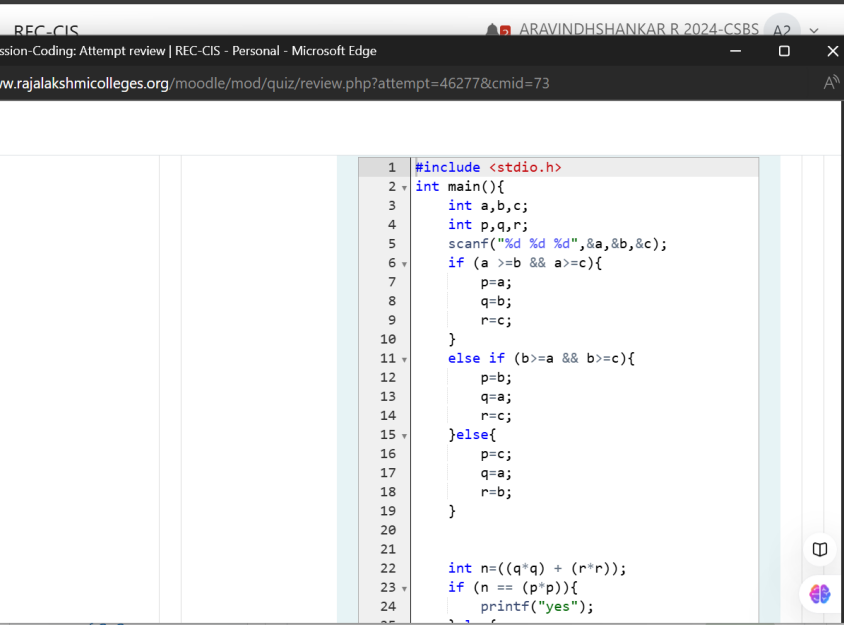 REC-CIS
2 ARAVINDHSHANKAR R 2024-CSBS A2
ssion-Coding: Attempt review | REC-CIS - Personal - Microsoft Edge
w.rajalakshmicolleges.org/moodle/mod/quiz/review.php?attempt=46277&cmid=73
1 #include <stdio.h>
2 int main(){
3 int a,b,c;
4 int p,q,r;
5 scanf("%d %d %d",&a,&b,&c);
6 if (a >=b && a>=c){
7 p=a;
8 q=b;
9 r=c;
10 }
11 else if (b>=a && b>=c){
12 p=b;
13 q=a;
14 r=c;
15 }else{
16 p=c;
17 q=a;
18 r=b;
19 }
20
21
22 int n=((q*q) + (r*r));
23 if (n == (p*p)){
24 printf("yes");